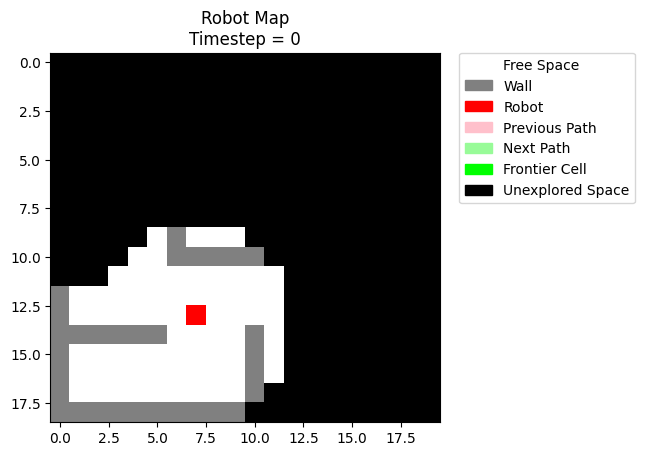 Robot Map
Timestep = 0
0.0
2.5
5.0
7.5
10.0
12.5
15.0
17.5
0.0 2.5 5.0 7.5 10.0 12.5 15.0 17.5
Free Space
Wall
Robot
Previous Path
Next Path
Frontier Cell
Unexplored Space